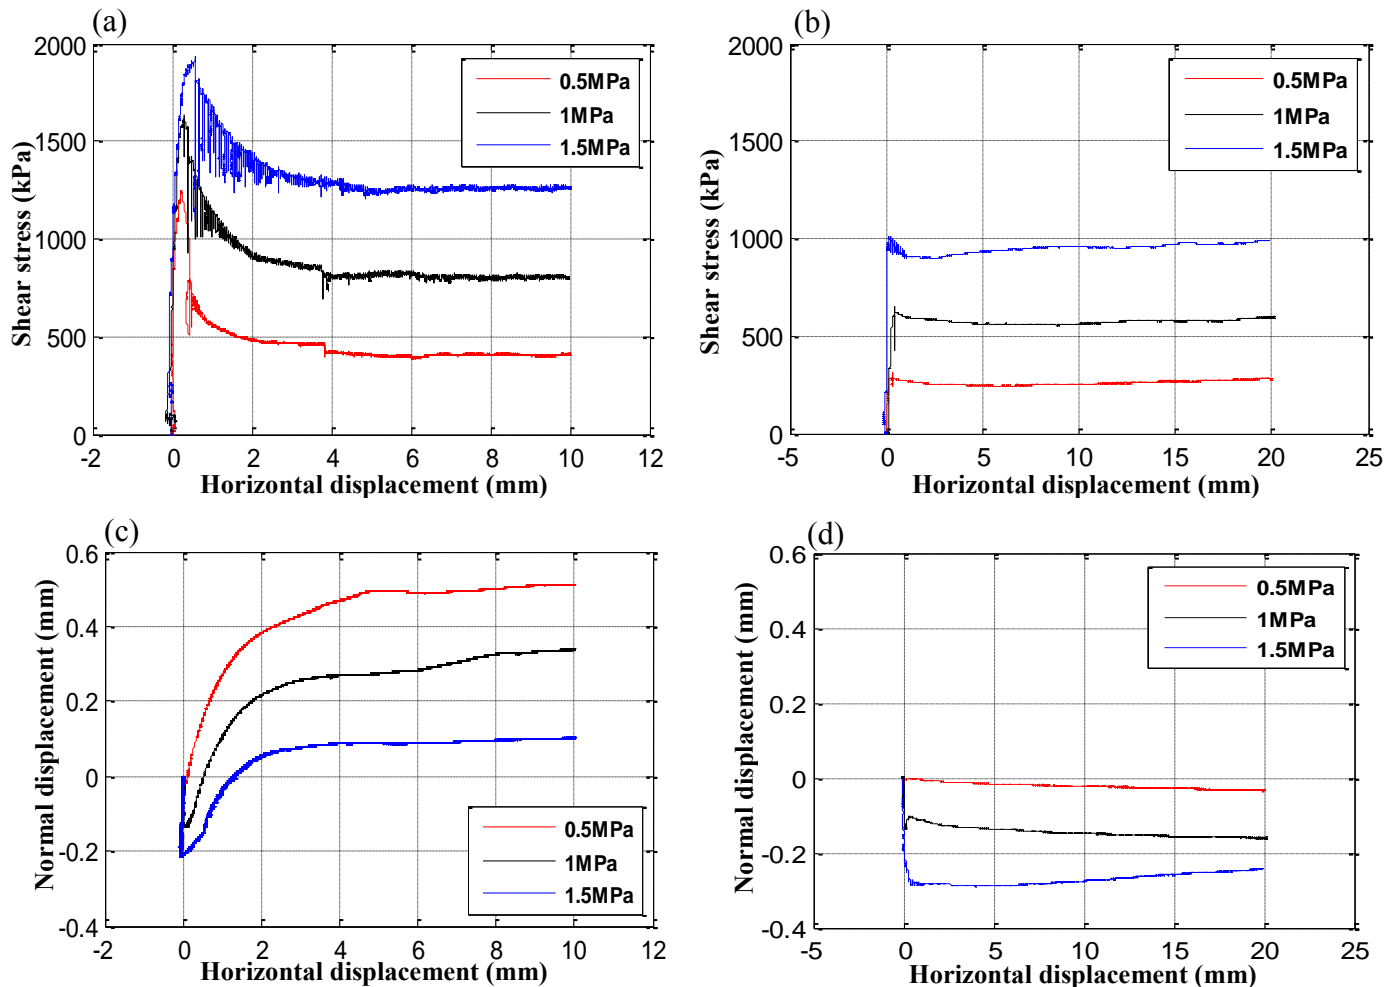 (a)
2000
1500
1000
500
0
-2 0 2 4 6 8 10 12
Shear stress (kPa)
Horizontal displacement (mm)
0.5MPa
1MPa
1.5MPa
(b)
2000
1500
1000
500
0
-5 0 5 10 15 20 25
Shear stress (kPa)
Horizontal displacement (mm)
0.5MPa
1MPa
1.5MPa
(c)
0.6
0.4
0.2
0
-0.2
-0.4
-2 0 2 4 6 8 10 12
Normal displacement (mm)
Horizontal displacement (mm)
0.5MPa
1MPa
1.5MPa
(d)
0.6
0.4
0.2
0
-0.2
-0.4
-5 0 5 10 15 20 25
Normal displacement (mm)
Horizontal displacement (mm)
0.5MPa
1MPa
1.5MPa